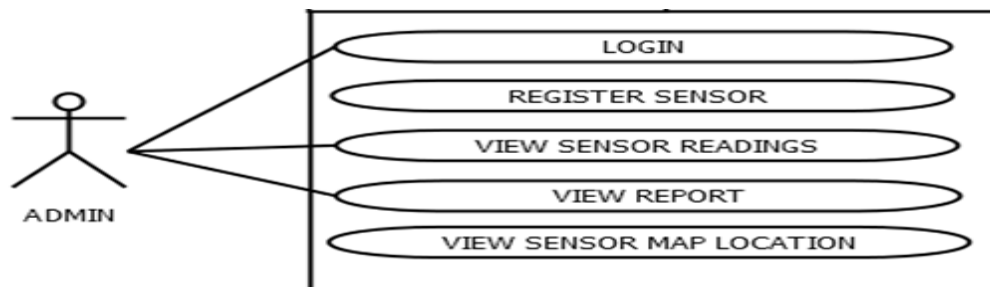 LOGIN
REGISTER SENSOR
VIEW SENSOR READINGS
VIEW REPORT
ADMIN
VIEW SENSOR MAP LOCATION